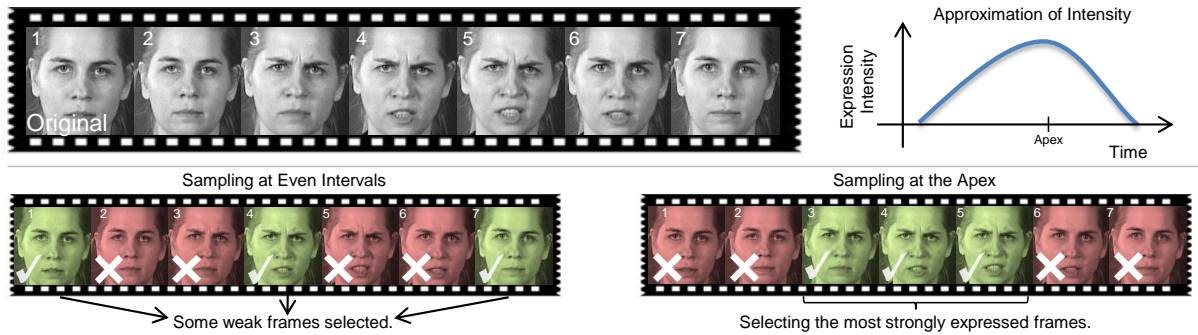 1 2 3 4 5 6 7
Original
Approximation of Intensity
Expression
Intensity
Apex
Time
Sampling at Even Intervals
1 2 3 4 5 6 7
Some weak frames selected.
Sampling at the Apex
1 2 3 4 5 6 7
Selecting the most strongly expressed frames.